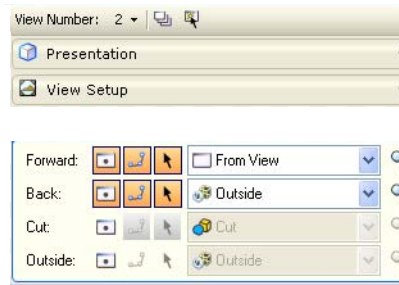 View Number: 2
Presentation
View Setup
Forward: From View
Back: Outside
Cut: Cut
Outside: Outside